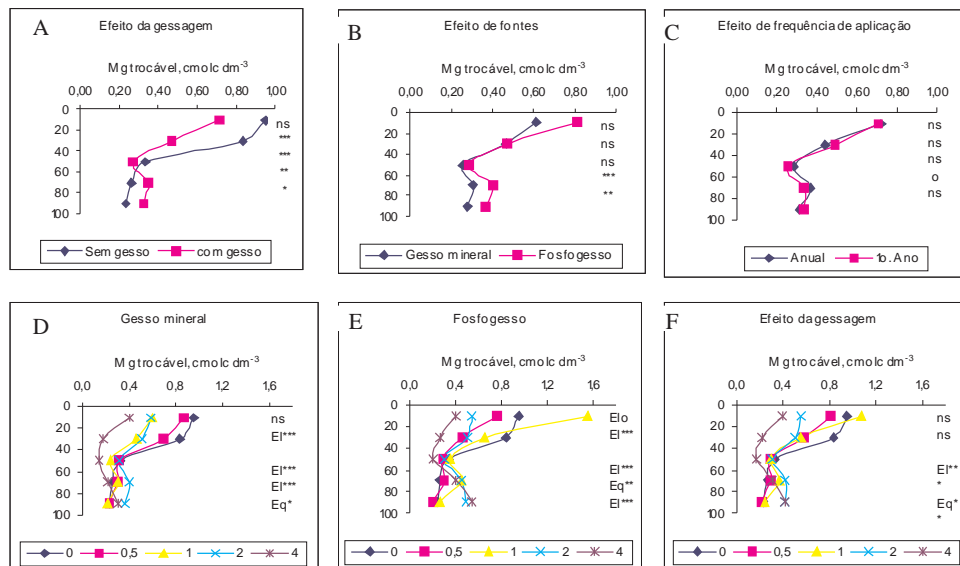 A
Efeito da gessagem
Mg trocável, cmolc dm-3
0,00 0,20 0,40 0,60 0,80 1,00
0
20
40
60
80
100
ns
***
***
**
*
Sem gesso com gesso
B
Efeito de fontes
Mg trocável, cmolc dm-3
0,00 0,20 0,40 0,60 0,80 1,00
0
20
40
60
80
100
ns
ns
ns
***
**
Gesso mineral Fosfogesso
C
Efeito de frequência de aplicação
Mg trocável, cmolc dm-3
0,00 0,20 0,40 0,60 0,80 1,00
0
20
40
60
80
100
ns
ns
ns
o
ns
Anual 1o. Ano
D
Gesso mineral
Mg trocável, cmolc dm-3
0,0 0,4 0,8 1,2 1,6
0
20
40
60
80
100
ns
El***
El***
El***
Eq*
0 0,5 1 2 4
E
Fosfogesso
Mg trocável, cmolc dm-3
0,0 0,4 0,8 1,2 1,6
0
20
40
60
80
100
Elo
El***
El***
Eq**
El***
0 0,5 1 2 4
F
Efeito da gessagem
Mg trocável, cmolc dm-3
0,0 0,4 0,8 1,2 1,6
0
20
40
60
80
100
ns
ns
El**
*
Eq*
*
0 0,5 1 2 4